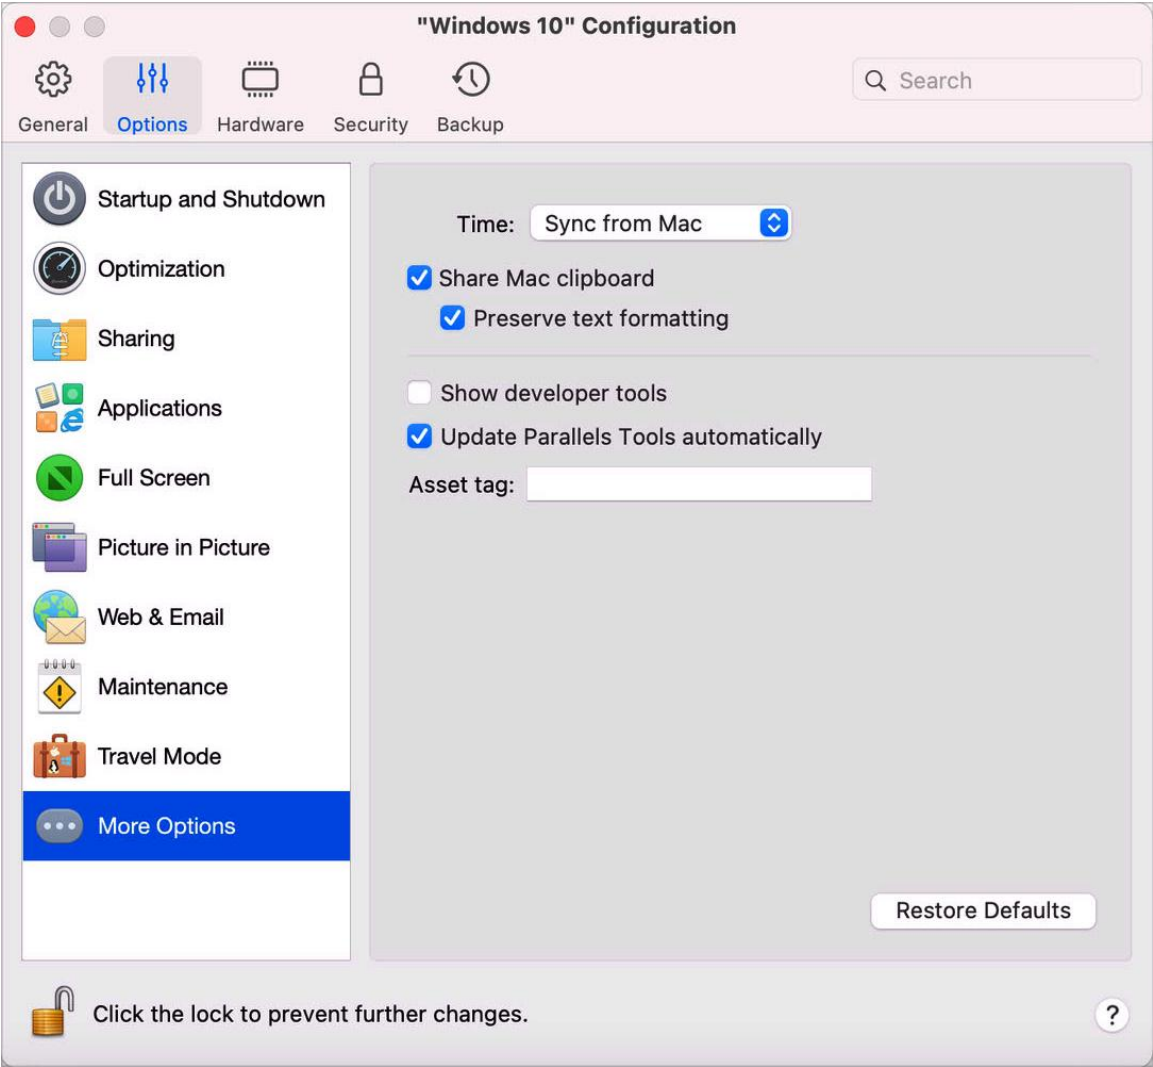 "Windows 10" Configuration
General
Options
Hardware
Security
Backup
Search
Startup and Shutdown
Optimization
Sharing
Applications
Full Screen
Picture in Picture
Web & Email
Maintenance
Travel Mode
More Options
Time: Sync from Mac
Share Mac clipboard
Preserve text formatting
Show developer tools
Update Parallels Tools automatically
Asset tag:
Restore Defaults
Click the lock to prevent further changes.
?